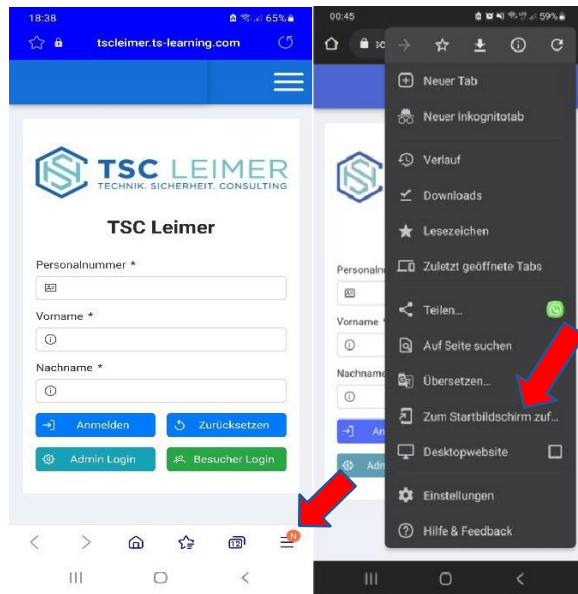 18:38
65%
tscleimer.ts-learning.com
TSC LEIMER
TECHNIK. SICHERHEIT. CONSULTING
TSC Leimer
Personalnummer *
Vorname *
Nachname *
Anmelden
Zurücksetzen
Admin Login
Besucher Login
12
N
00:45
59%
Neuer Tab
Neuer Inkognitotab
Verlauf
Downloads
Lesezeichen
Zuletzt geöffnete Tabs
Teilen...
Auf Seite suchen
Übersetzen...
Zum Startbildschirm zuf...
Desktopwebsite
Einstellungen
Hilfe & Feedback
Personaln
Vorname
Nachname
An
Adm